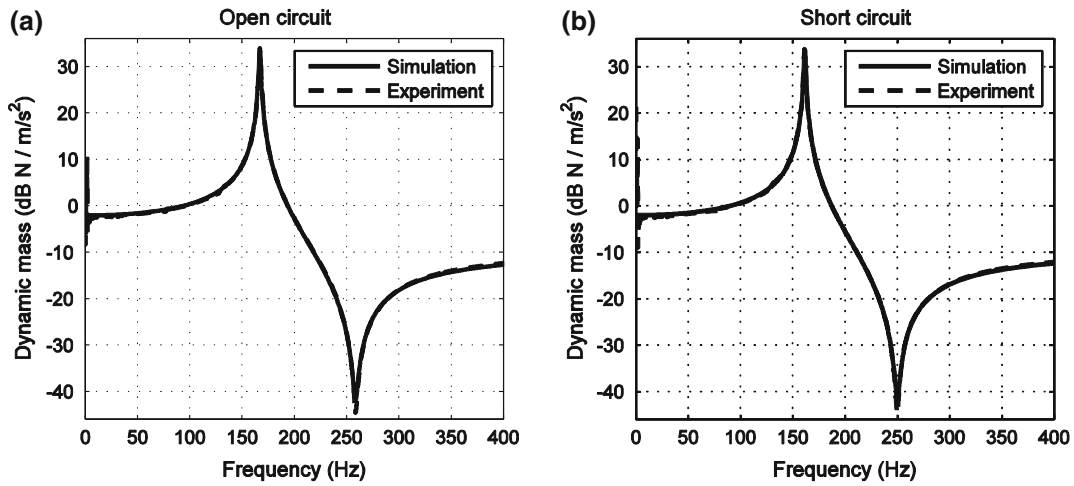 (a)
Open circuit
Dynamic mass (dB N / m/s²)
30
20
10
0
-10
-20
-30
-40
Simulation
Experiment
0 50 100 150 200 250 300 350 400
Frequency (Hz)
(b)
Short circuit
Dynamic mass (dB N / m/s²)
30
20
10
0
-10
-20
-30
-40
Simulation
Experiment
0 50 100 150 200 250 300 350 400
Frequency (Hz)